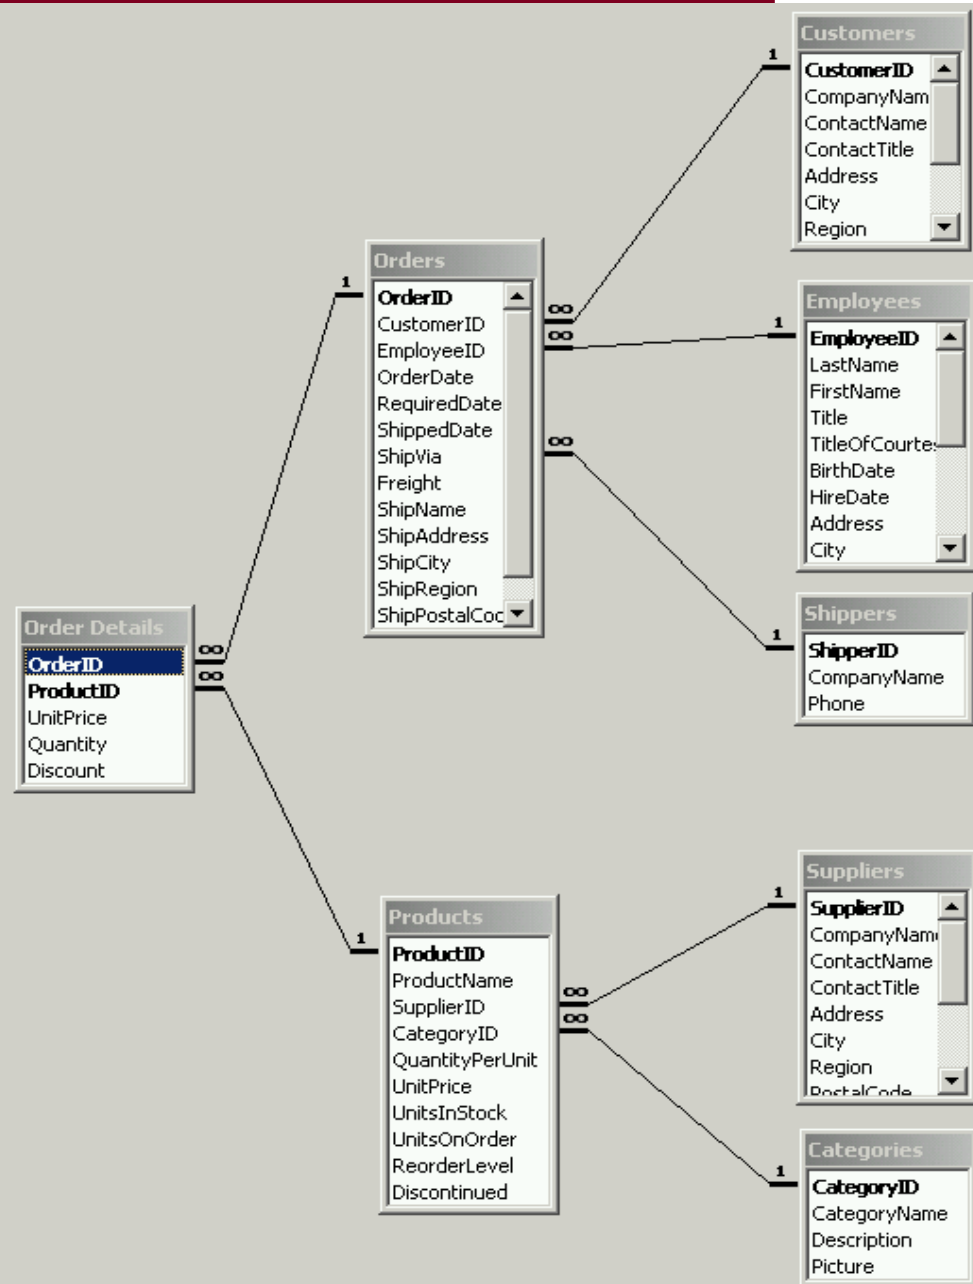 Customers
1
CustomerID
CompanyNam
ContactName
ContactTitle
Address
City
Region
Orders
1
OrderID
CustomerID
EmployeeID
OrderDate
RequiredDate
ShippedDate
ShipVia
Freight
ShipName
ShipAddress
ShipCity
ShipRegion
ShipPostalCoc
∞
∞
∞
Employees
1
EmployeeID
LastName
FirstName
Title
TitleOfCourte
BirthDate
HireDate
Address
City
Shippers
1
ShipperID
CompanyName
Phone
Order Details
OrderID
ProductID
UnitPrice
Quantity
Discount
∞
∞
Products
1
ProductID
ProductName
SupplierID
CategoryID
QuantityPerUnit
UnitPrice
UnitsInStock
UnitsOnOrder
ReorderLevel
Discontinued
∞
∞
Suppliers
1
SupplierID
CompanyName
ContactName
ContactTitle
Address
City
Region
PostalCode
Categories
1
CategoryID
CategoryName
Description
Picture